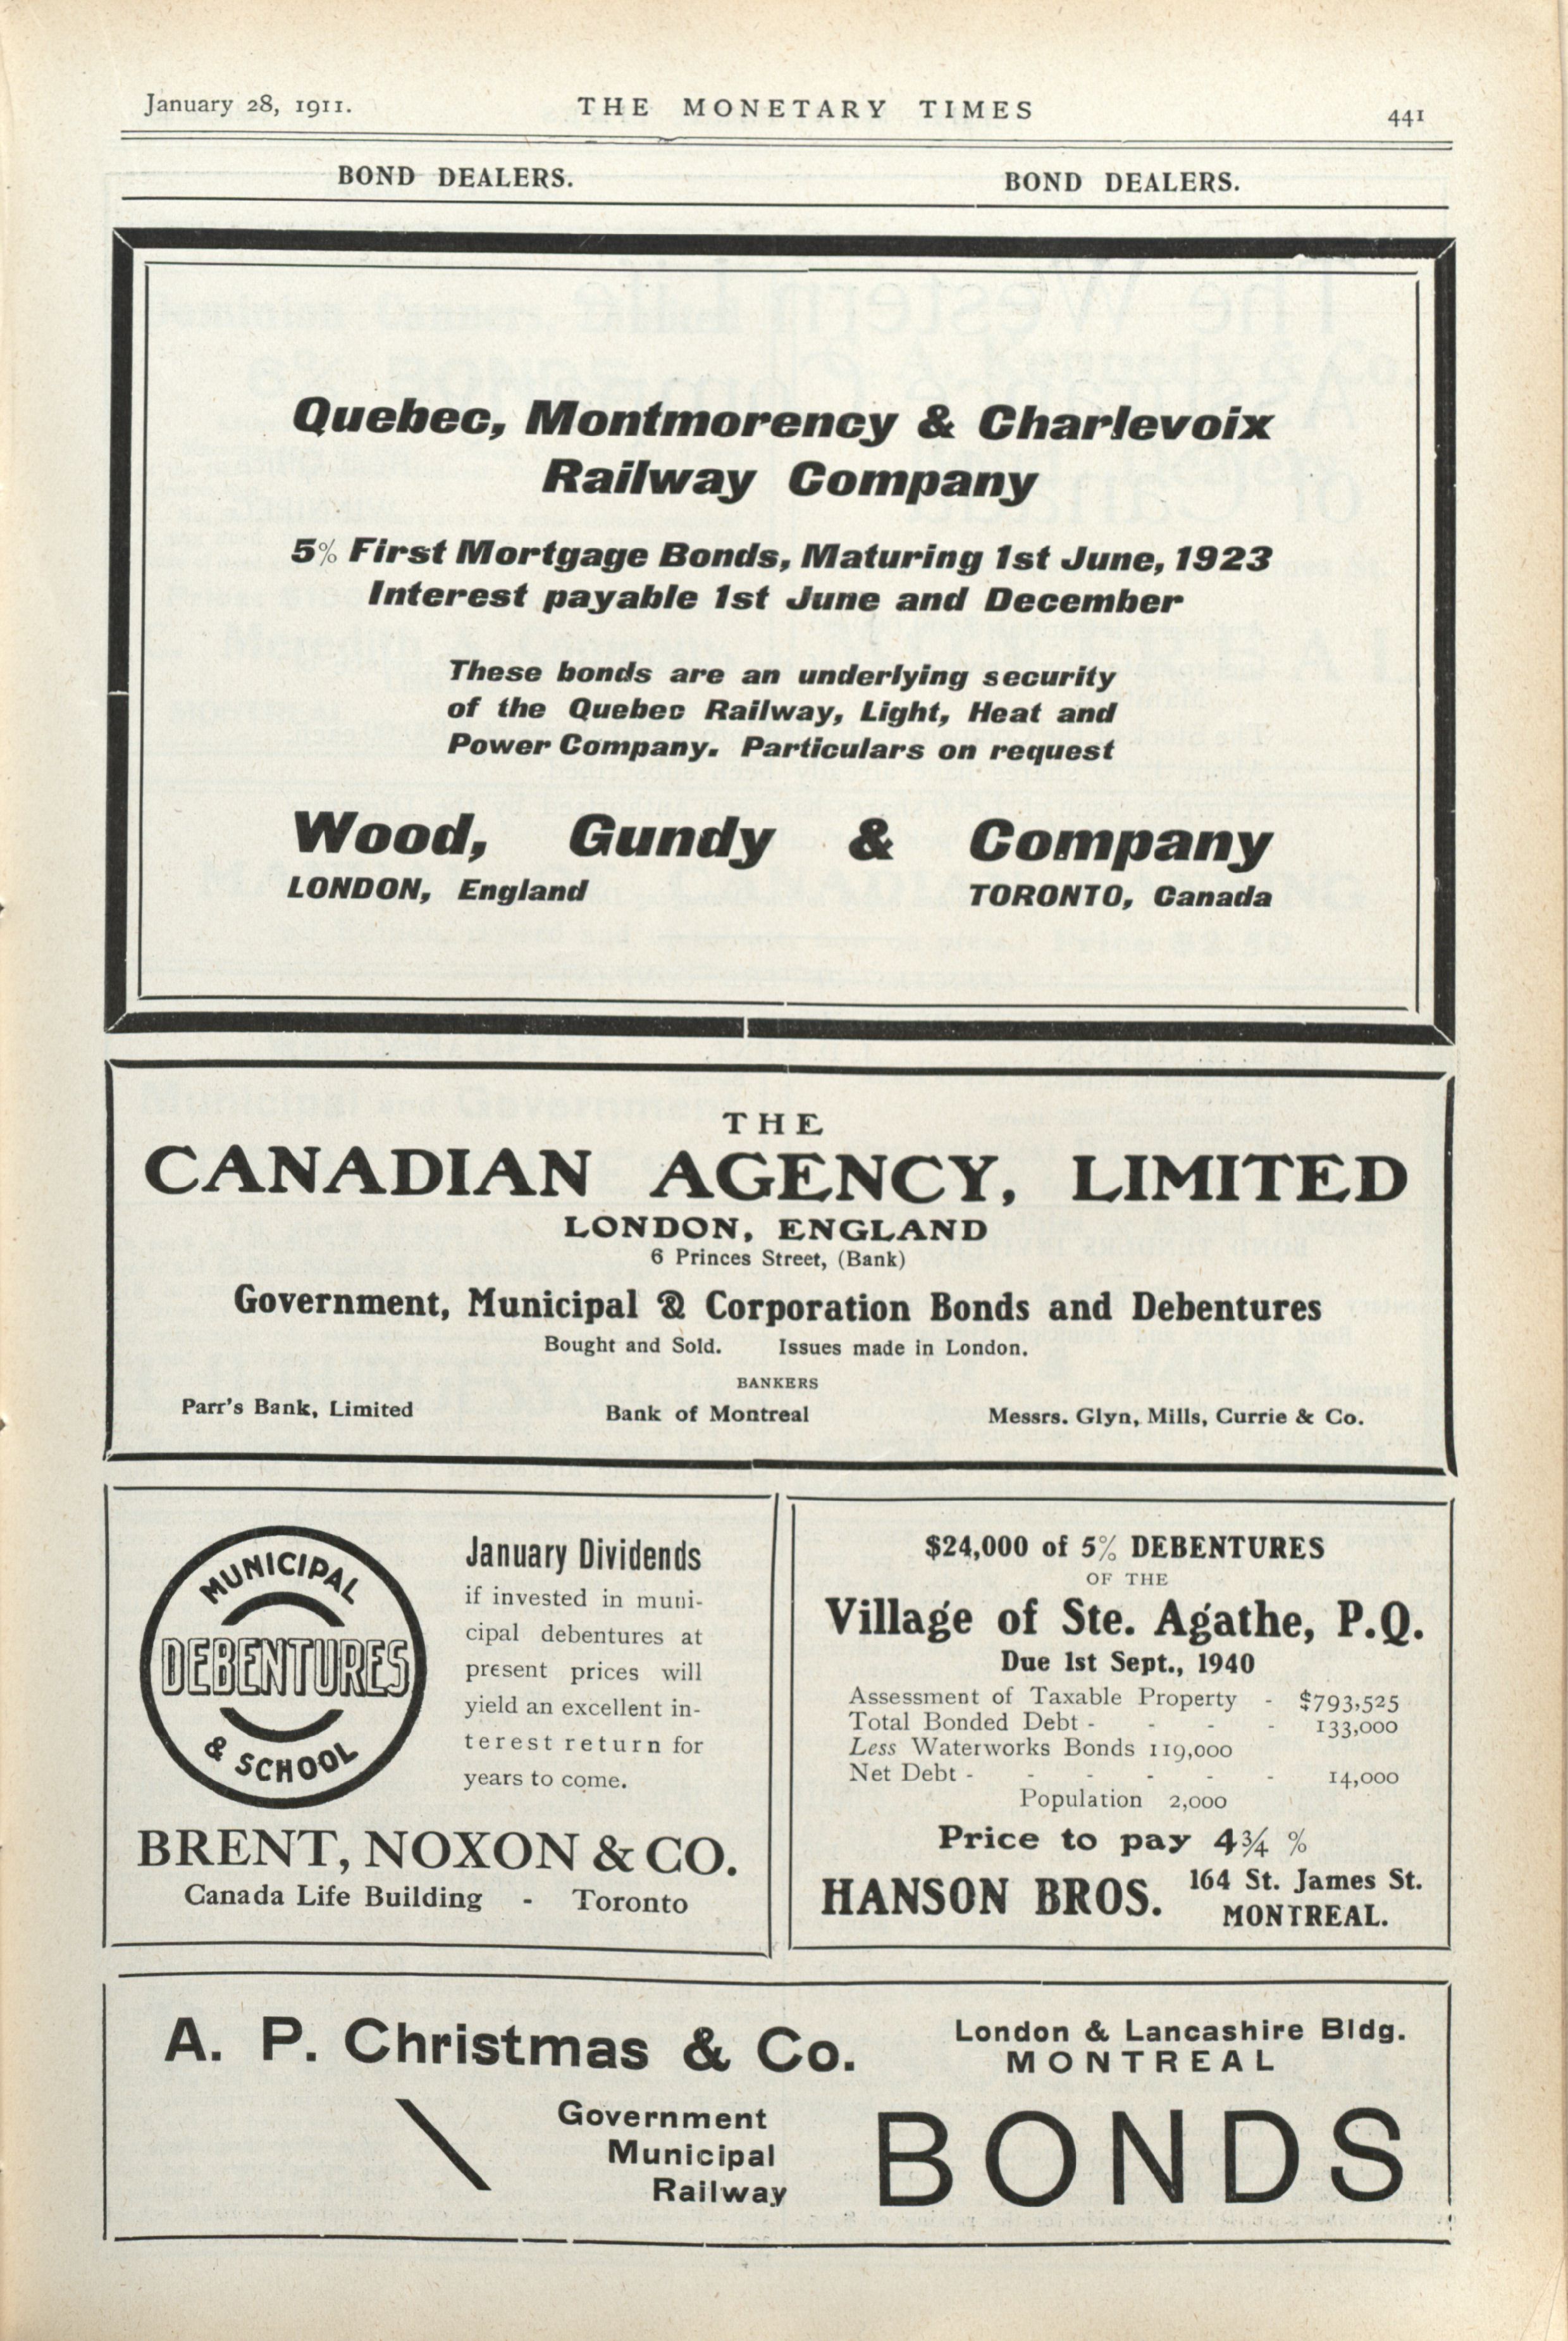 January 28, 1911.
THE MONETARY TIMES
441
BOND DEALERS.
BOND DEALERS.
Quebec, Montmorency & Charlevoix
Railway Company
5% First Mortgage Bonds, Maturing 1st June, 1923
Interest payable 1st June and December
These bonds are an underlying security
of the Quebec Railway, Light, Heat and
Power Company. Particulars on request
Wood, Gundy & Company
LONDON, England
TORONTO, Canada
THE
CANADIAN AGENCY, LIMITED
LONDON, ENGLAND
6 Princes Street, (Bank)
Government, Municipal & Corporation Bonds and Debentures
Bought and Sold. Issues made in London.
BANKERS
Parr's Bank, Limited
Bank of Montreal
Messrs. Glyn, Mills, Currie & Co.
MUNICIPAL
DEBENTURES
& SCHOOL
January Dividends
if invested in muni-
cipal debentures at
present prices will
yield an excellent in-
terest return for
years to come.
BRENT, NOXON & CO.
Canada Life Building - Toronto
$24,000 of 5% DEBENTURES
OF THE
Village of Ste. Agathe, P.Q.
Due 1st Sept., 1940
Assessment of Taxable Property - $793,525
Total Bonded Debt - - - - 133,000
Less Waterworks Bonds 119,000
Net Debt - - - - - - 14,000
Population 2,000
Price to pay 4¾ %
HANSON BROS.
164 St. James St.
MONTREAL.
A. P. Christmas & Co.
London & Lancashire Bldg.
MONTREAL
Government
Municipal
Railway
BONDS